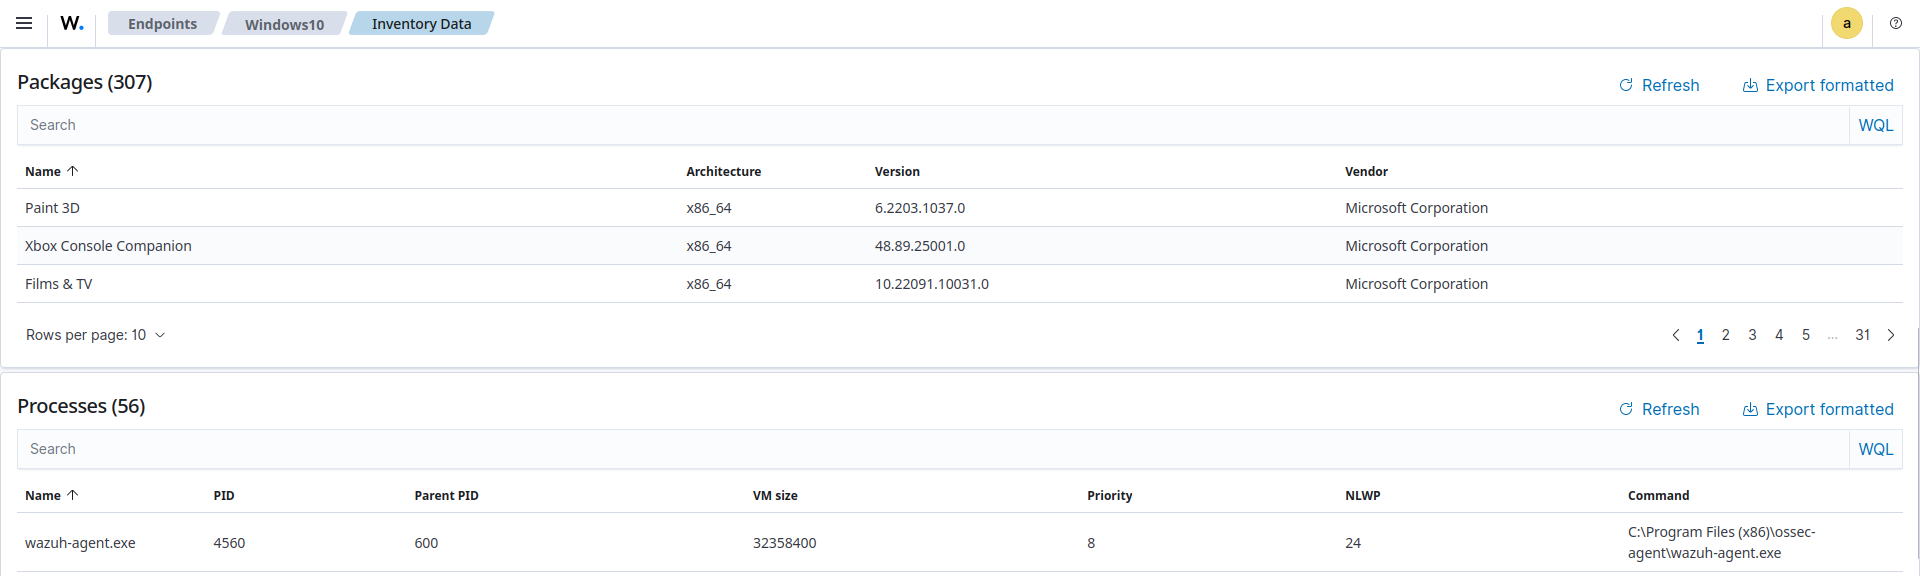 W. Endpoints Windows10 Inventory Data a
Packages (307) Refresh Export formatted
Search WQL
Name Architecture Version Vendor
Paint 3D x86_64 6.2203.1037.0 Microsoft Corporation
Xbox Console Companion x86_64 48.89.25001.0 Microsoft Corporation
Films & TV x86_64 10.22091.10031.0 Microsoft Corporation
Rows per page: 10 1 2 3 4 5 ... 31
Processes (56) Refresh Export formatted
Search WQL
Name PID Parent PID VM size Priority NLWP Command
wazuh-agent.exe 4560 600 32358400 8 24 C:\Program Files (x86)\ossec-
agent\wazuh-agent.exe